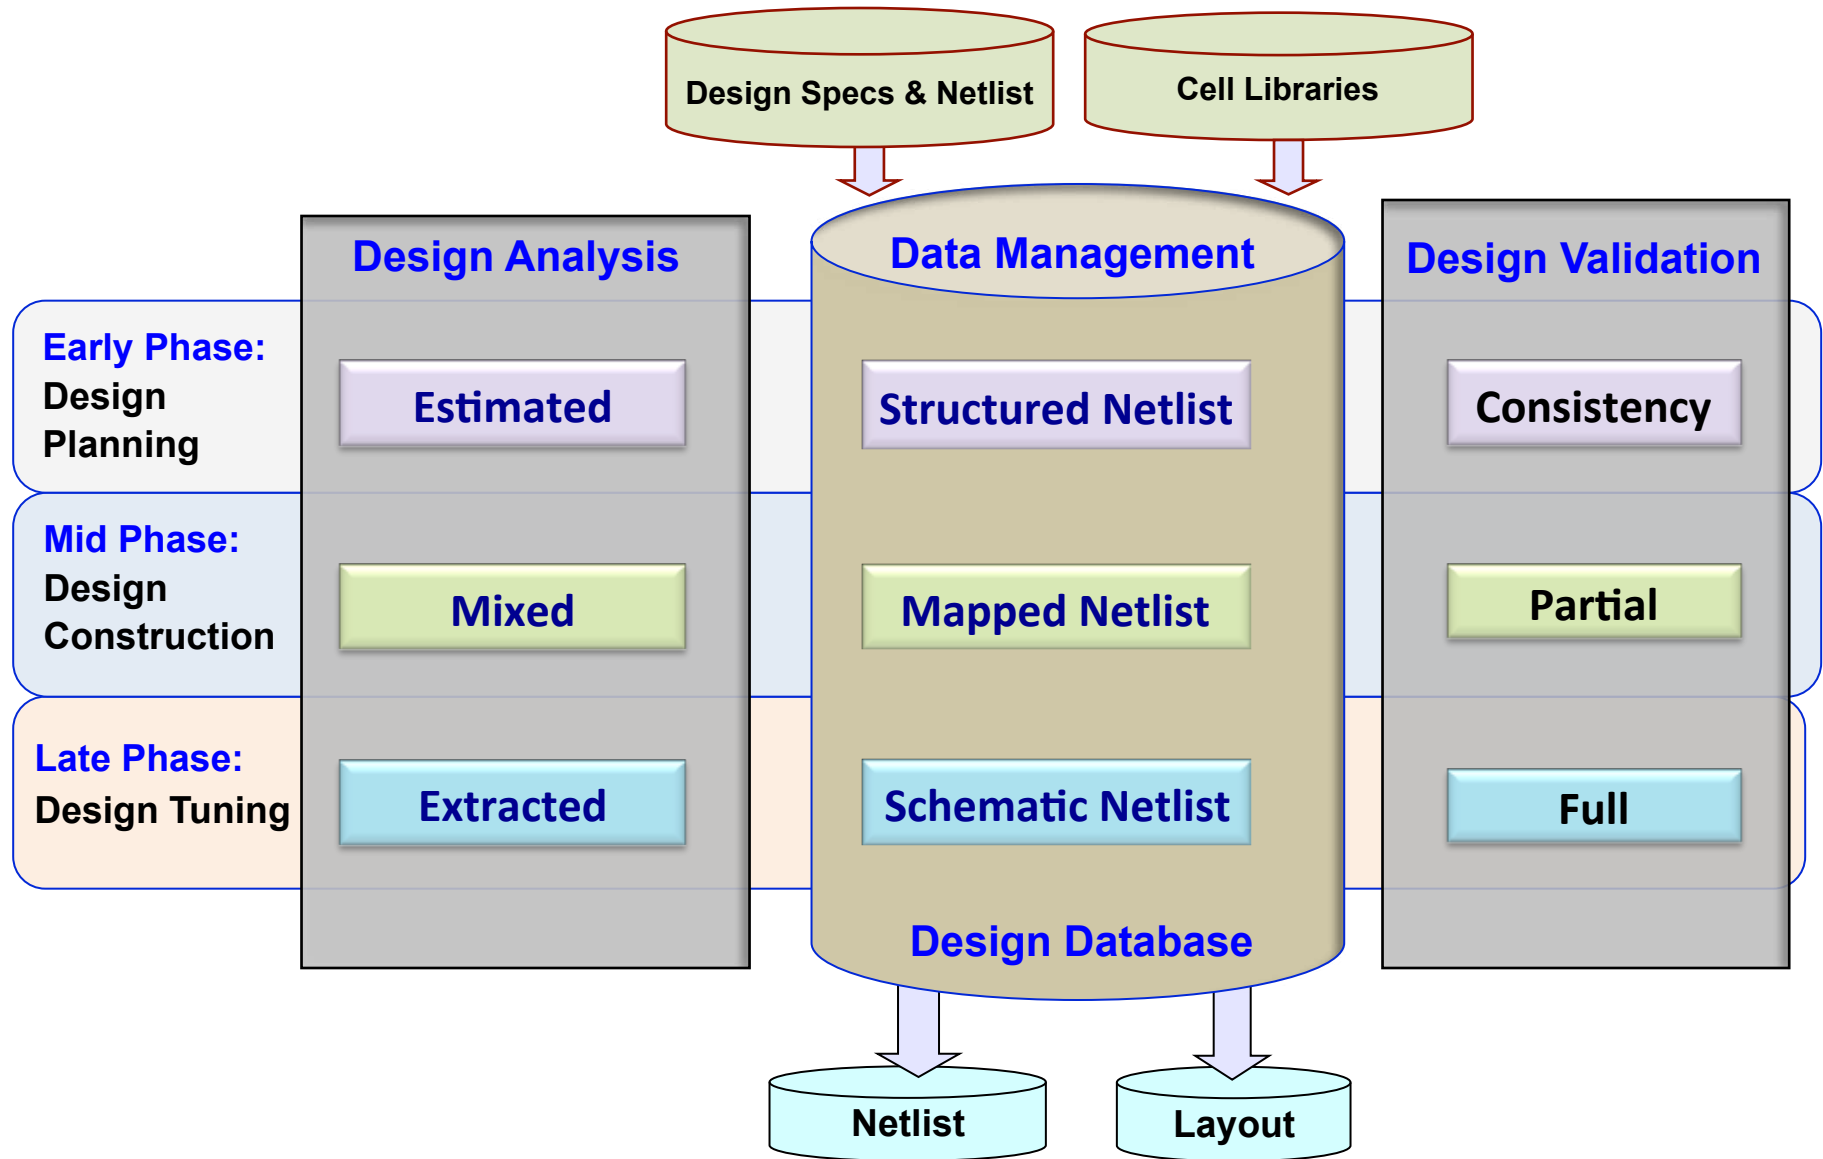 Design Specs & Netlist
Cell Libraries
Design Analysis
Data Management
Design Validation
Early Phase:
Design
Planning
Estimated
Structured Netlist
Consistency
Mid Phase:
Design
Construction
Mixed
Mapped Netlist
Partial
Late Phase:
Design Tuning
Extracted
Schematic Netlist
Full
Design Database
Netlist
Layout